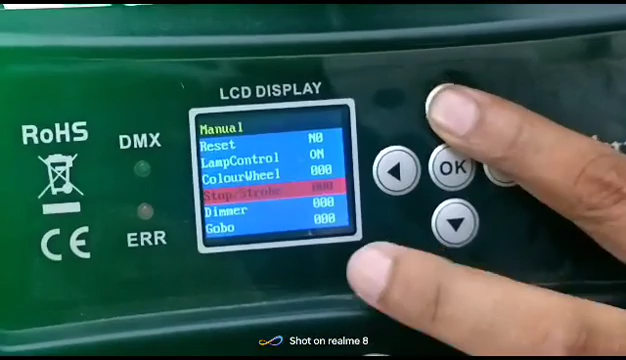 LCD DISPLAY
RoHS
DMX
ERR
CE
Manual
Reset N0
LampControl ON
ColourWheel 000
Stop/Strobe 000
Dimmer 000
Gobo 000
OK
Shot on realme 8